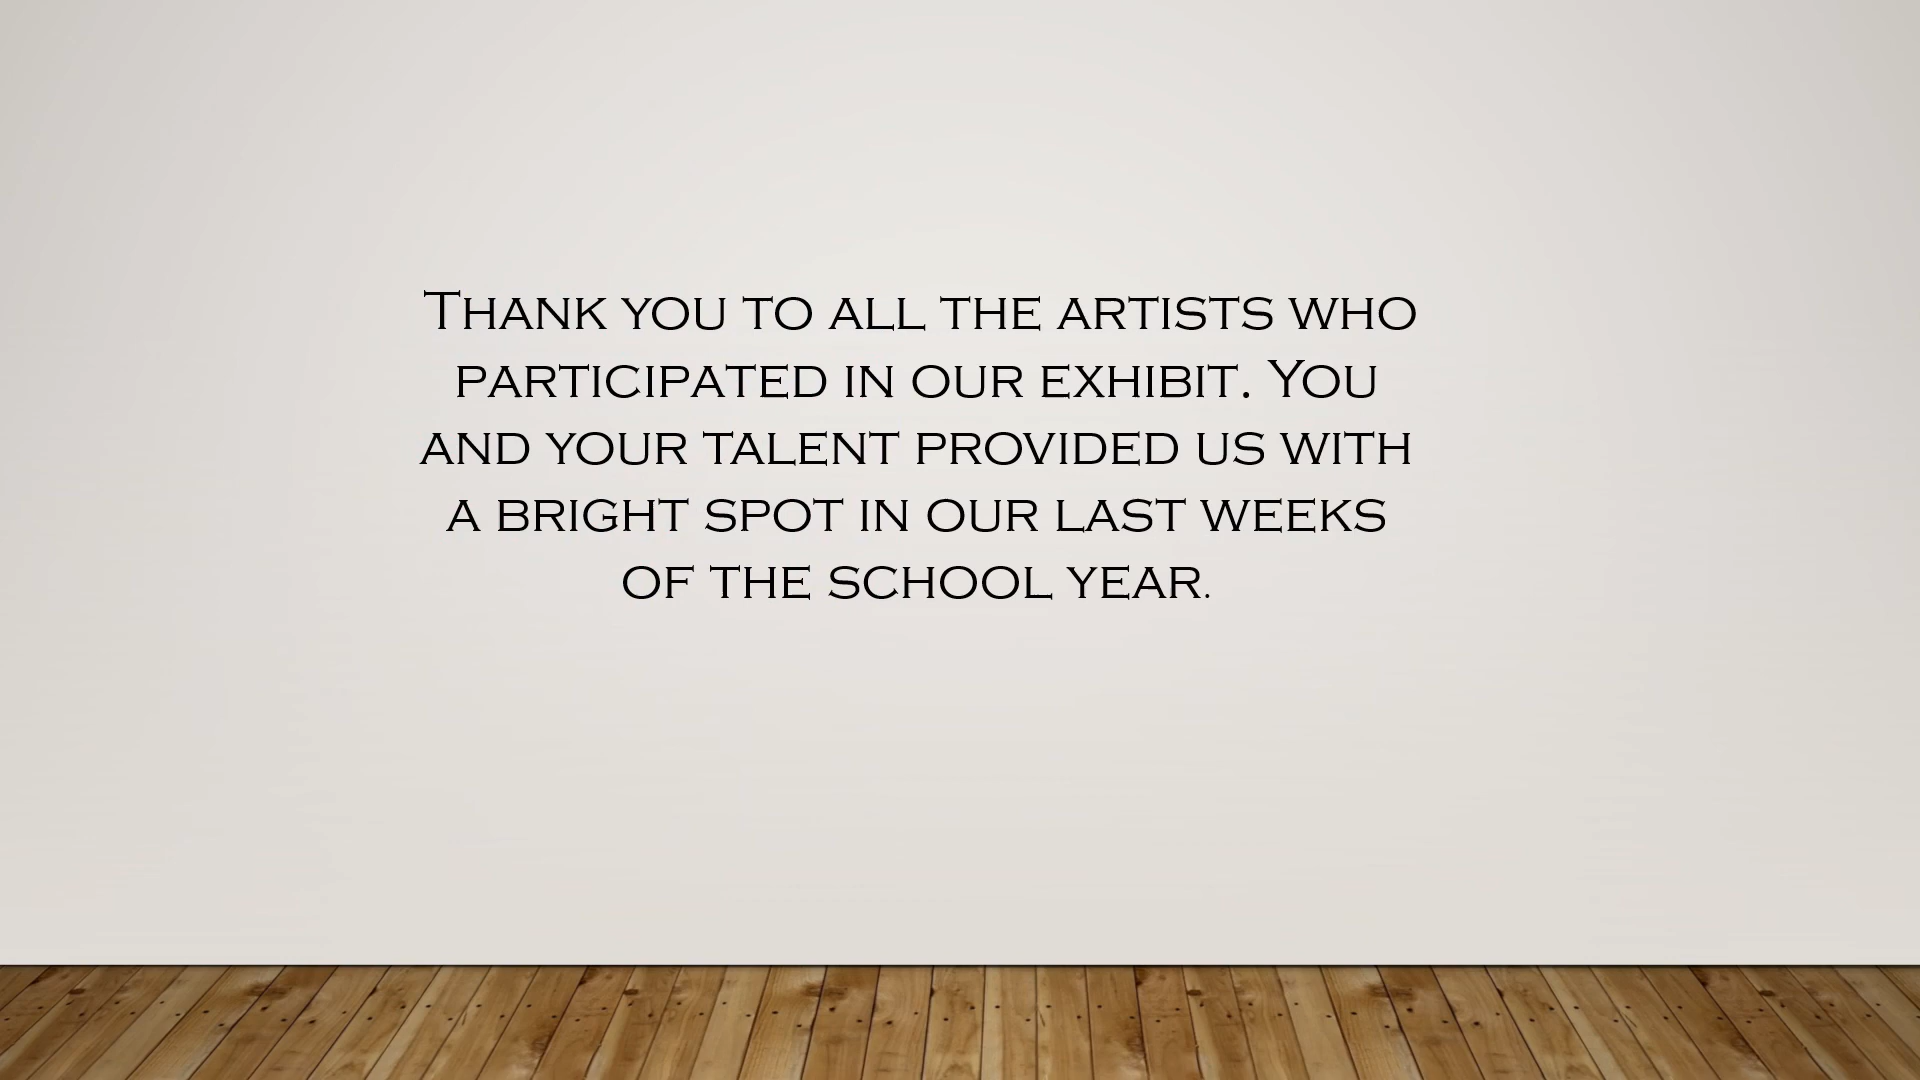 Thank you to all the artists who
participated in our exhibit. You
and your talent provided us with
a bright spot in our last weeks
of the school year.